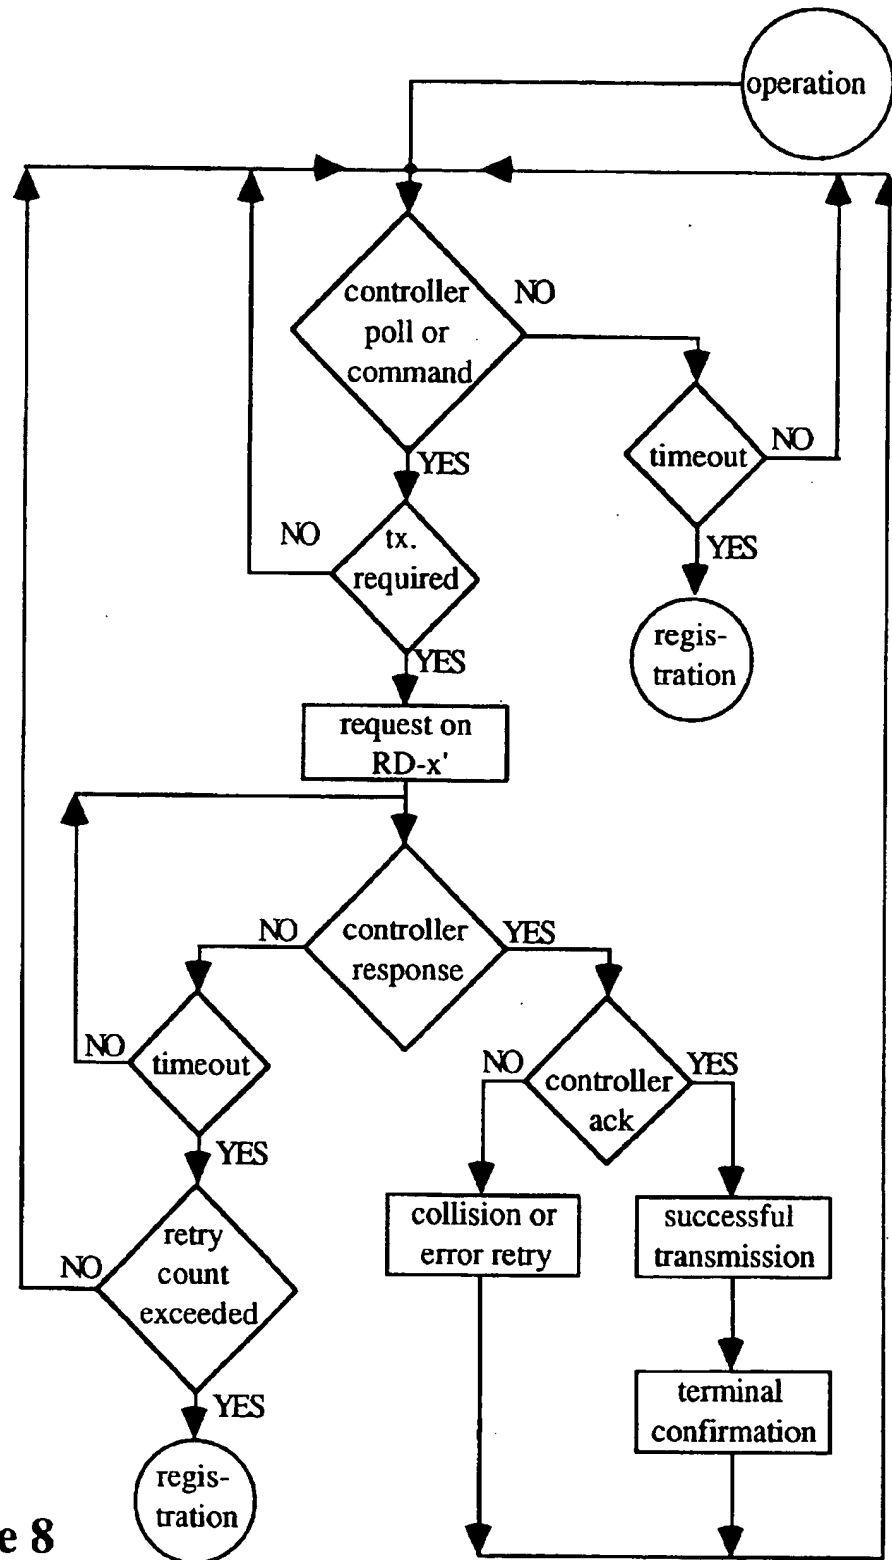 operation
controller
poll or
command
NO
YES
timeout
NO
YES
regis-
tration
tx.
required
NO
YES
request on
RD-x'
controller
response
NO
YES
timeout
NO
YES
controller
ack
NO
YES
retry
count
exceeded
NO
YES
collision or
error retry
successful
transmission
terminal
confirmation
regis-
tration
e 8